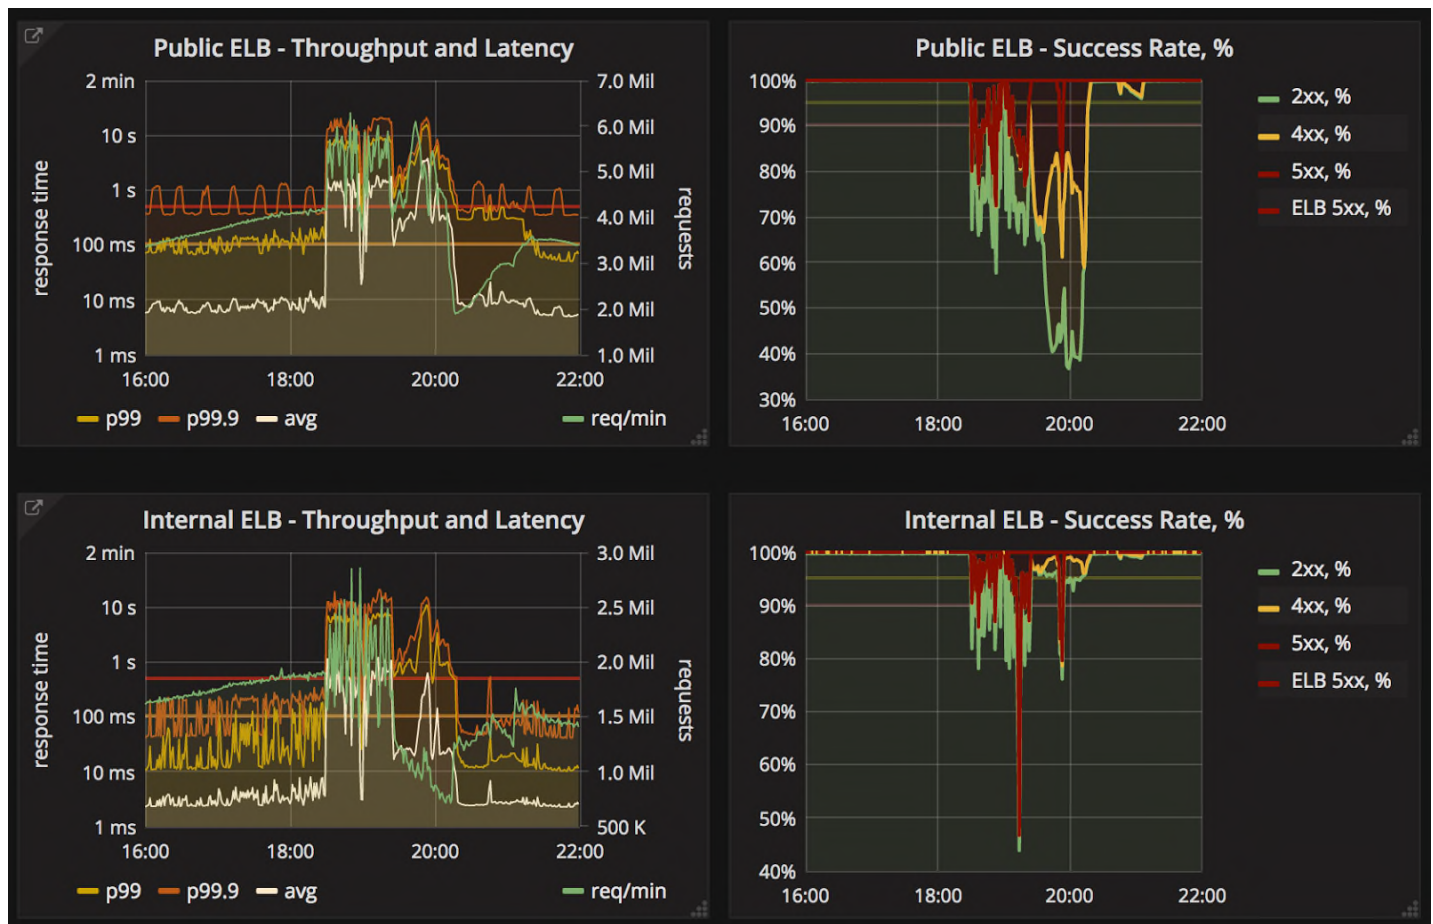 Public ELB - Throughput and Latency
2 min
10 s
1 s
100 ms
10 ms
1 ms
response time
7.0 Mil
6.0 Mil
5.0 Mil
4.0 Mil
3.0 Mil
2.0 Mil
1.0 Mil
requests
16:00 18:00 20:00 22:00
p99 p99.9 avg req/min
Public ELB - Success Rate, %
100%
90%
80%
70%
60%
50%
40%
30%
16:00 18:00 20:00 22:00
2xx, %
4xx, %
5xx, %
ELB 5xx, %
Internal ELB - Throughput and Latency
2 min
10 s
1 s
100 ms
10 ms
1 ms
response time
3.0 Mil
2.5 Mil
2.0 Mil
1.5 Mil
1.0 Mil
500 K
requests
16:00 18:00 20:00 22:00
p99 p99.9 avg req/min
Internal ELB - Success Rate, %
100%
90%
80%
70%
60%
50%
40%
16:00 18:00 20:00 22:00
2xx, %
4xx, %
5xx, %
ELB 5xx, %